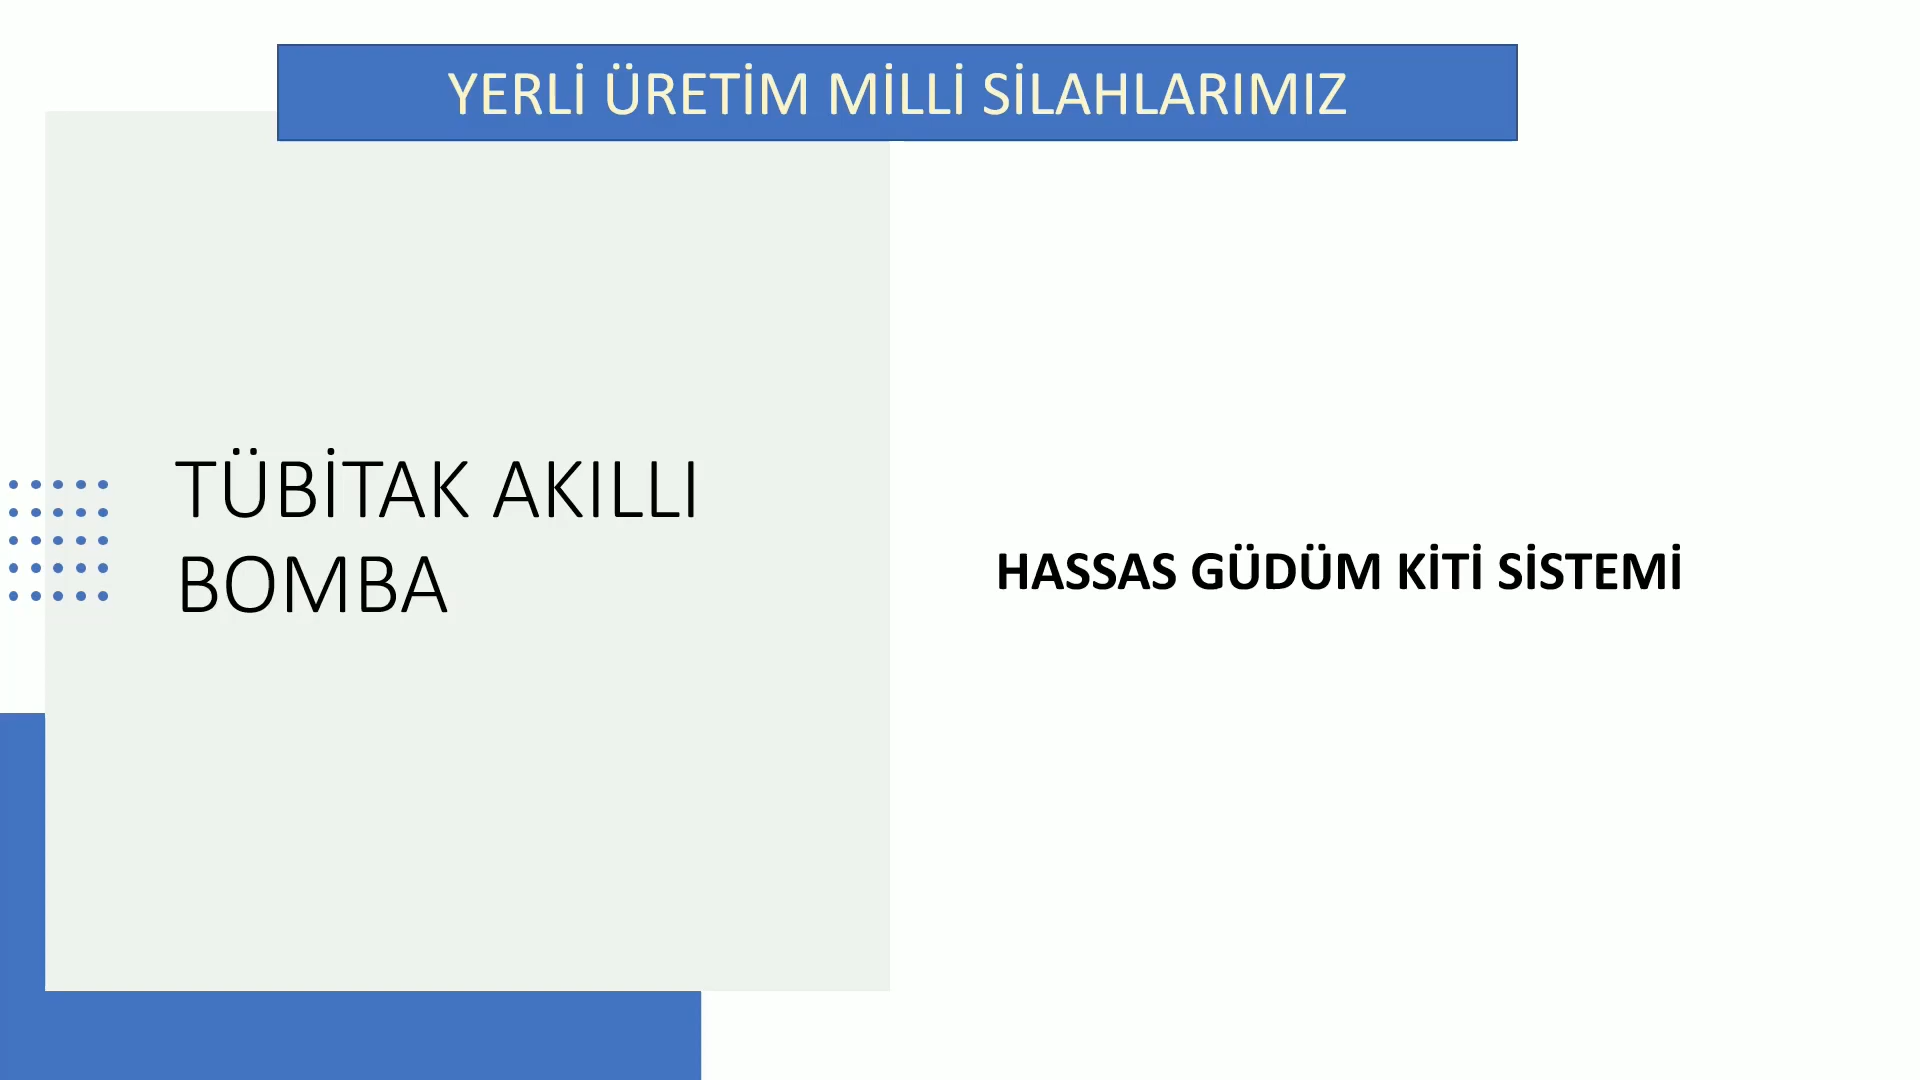 YERLİ ÜRETİM MİLLİ SİLAHLARIMIZ
TÜBİTAK AKILLI
BOMBA
HASSAS GÜDÜM KİTİ SİSTEMİ